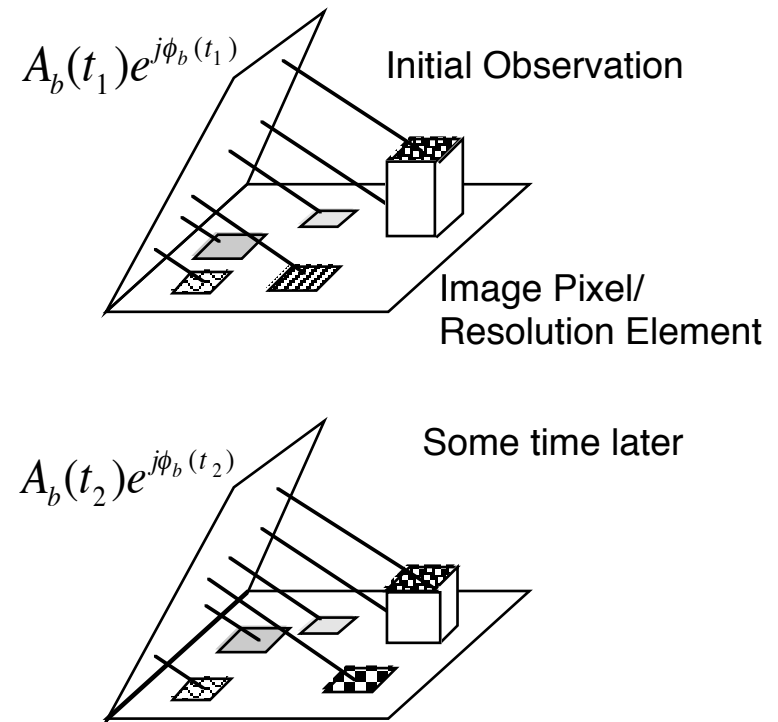 A_b(t_1)e^{jϕ_b(t_1)}
Initial Observation
Image Pixel/
Resolution Element
Some time later
A_b(t_2)e^{jϕ_b(t_2)}